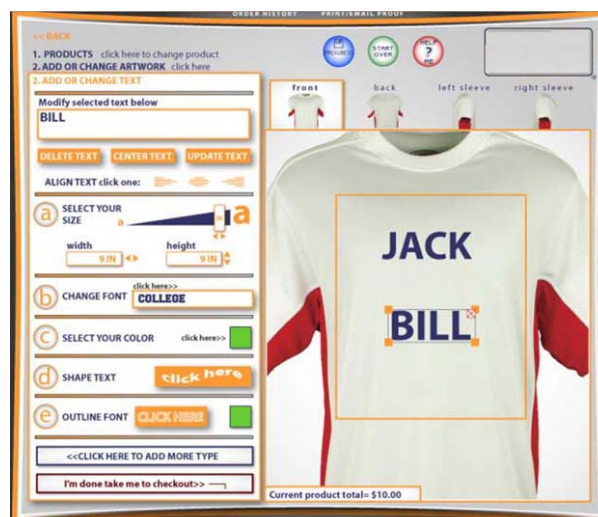 ORDER HISTORY PRINT/EMAIL PROOF
<< BACK
1. PRODUCTS click here to change product
2. ADD OR CHANGE ARTWORK click here
PROGRESS
START OVER
HELP ? ME
2. ADD OR CHANGE TEXT
Modify selected text below
BILL
DELETE TEXT CENTER TEXT UPDATE TEXT
ALIGN TEXT click one:
a SELECT YOUR SIZE a a
width height
9 IN 9 IN
click here>>
b CHANGE FONT COLLEGE
c SELECT YOUR COLOR click here>>
d SHAPE TEXT click here
e OUTLINE FONT CLICK HERE
<<CLICK HERE TO ADD MORE TYPE
I'm done take me to checkout>>
front back left sleeve right sleeve
JACK
BILL
Current product total= $10.00